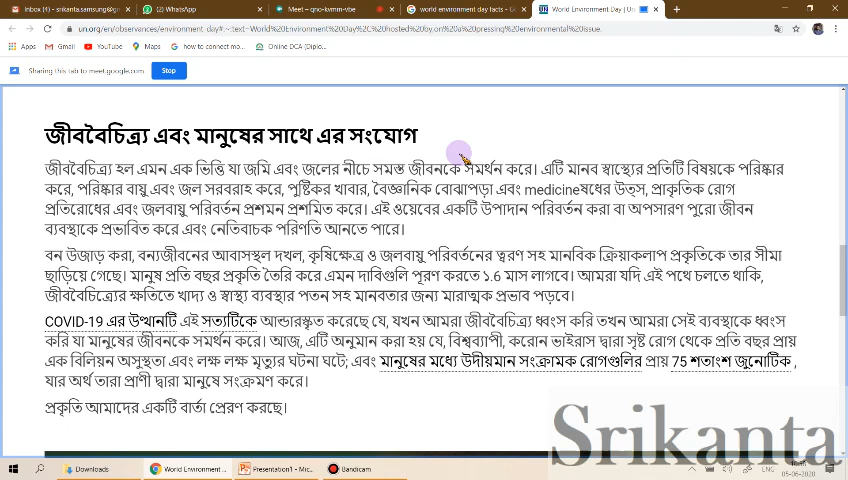 Inbox (4) - srikanta.samsung@gm
(2) WhatsApp
Meet – qno-kvmm-vbe
world environment day facts - G
World Environment Day | Un
un.org/en/observances/environment-day#:~:text=World%20Environment%20Day%2C%20hosted%20by,on%20a%20pressing%20environmental%20issue.
Apps
Gmail
YouTube
Maps
how to connect mo...
Online DCA (Diplo...
Sharing this tab to meet.google.com
Stop
জীববৈচিত্র্য এবং মানুষের সাথে এর সংযোগ
জীববৈচিত্র্য হল এমন এক ভিত্তি যা জমি এবং জলের নীচে সমস্ত জীবনকে সমর্থন করে। এটি মানব স্বাস্থ্যের প্রতিটি বিষয়কে পরিষ্কার
করে, পরিষ্কার বায়ু এবং জল সরবরাহ করে, পুষ্টিকর খাবার, বৈজ্ঞানিক বোঝাপড়া এবং medicineষধের উত্স, প্রাকৃতিক রোগ
প্রতিরোধের এবং জলবায়ু পরিবর্তন প্রশমন প্রশমিত করে। এই ওয়েবের একটি উপাদান পরিবর্তন করা বা অপসারণ পুরো জীবন
ব্যবস্থাকে প্রভাবিত করে এবং নেতিবাচক পরিণতি আনতে পারে।
বন উজাড় করা, বন্যজীবনের আবাসস্থল দখল, কৃষিক্ষেত্র ও জলবায়ু পরিবর্তনের ত্বরণ সহ মানবিক ক্রিয়াকলাপ প্রকৃতিকে তার সীমা
ছাড়িয়ে গেছে। মানুষ প্রতি বছর প্রকৃতি তৈরি করে এমন দাবিগুলি পূরণ করতে ১.6 মাস লাগবে। আমরা যদি এই পথে চলতে থাকি,
জীববৈচিত্র্যের ক্ষতিতে খাদ্য ও স্বাস্থ্য ব্যবস্থার পতন সহ মানবতার জন্য মারাত্মক প্রভাব পড়বে।
COVID-19 এর উত্থানটি এই সত্যটিকে আন্ডারস্কৃত করেছে যে, যখন আমরা জীববৈচিত্র্য ধ্বংস করি তখন আমরা সেই ব্যবস্থাকে ধ্বংস
করি যা মানুষের জীবনকে সমর্থন করে। আজ, এটি অনুমান করা হয় যে, বিশ্বব্যাপী, করোন ভাইরাস দ্বারা সৃষ্ট রোগ থেকে প্রতি বছর প্রায়
এক বিলিয়ন অসুস্থতা এবং লক্ষ লক্ষ মৃত্যুর ঘটনা ঘটে; এবং মানুষের মধ্যে উদীয়মান সংক্রামক রোগগুলির প্রায় 75 শতাংশ জুনোটিক ,
যার অর্থ তারা প্রাণী দ্বারা মানুষে সংক্রমণ করে।
প্রকৃতি আমাদের একটি বার্তা প্রেরণ করছে।
Srikanta
Downloads
World Environment ...
Presentation1 - Mic...
Bandicam
ENG
05-06-2020